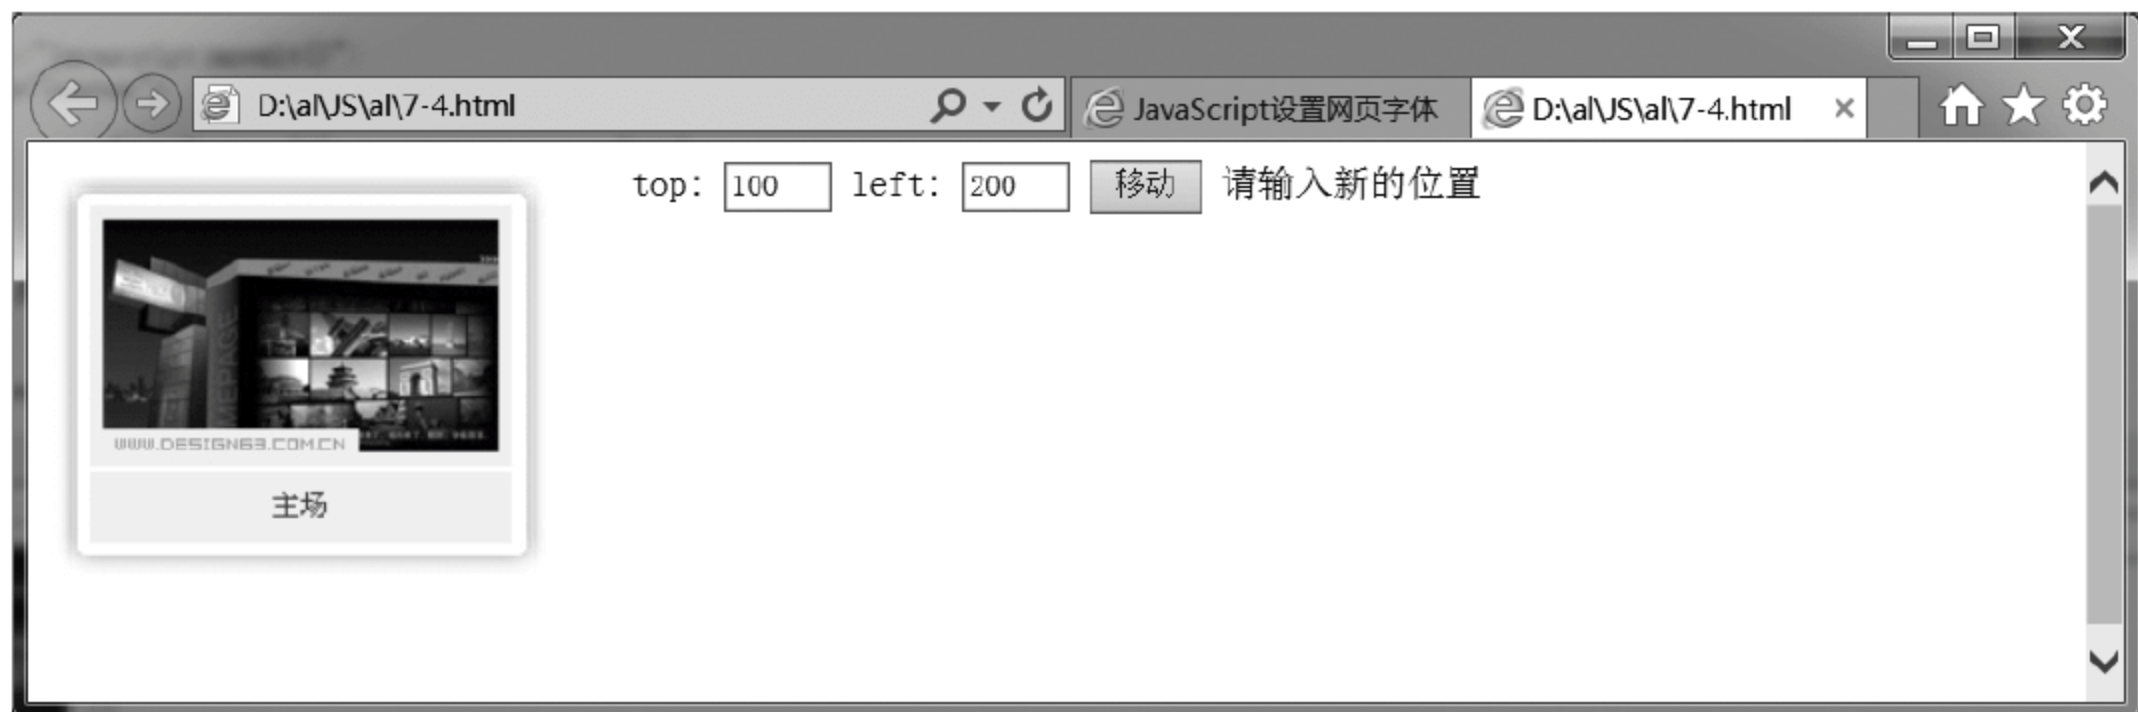 D:\al\JS\al\7-4.html
JavaScript设置网页字体
D:\al\JS\al\7-4.html
top: 100 left: 200 移动 请输入新的位置
WWW.DESIGN63.COM.CN
主场